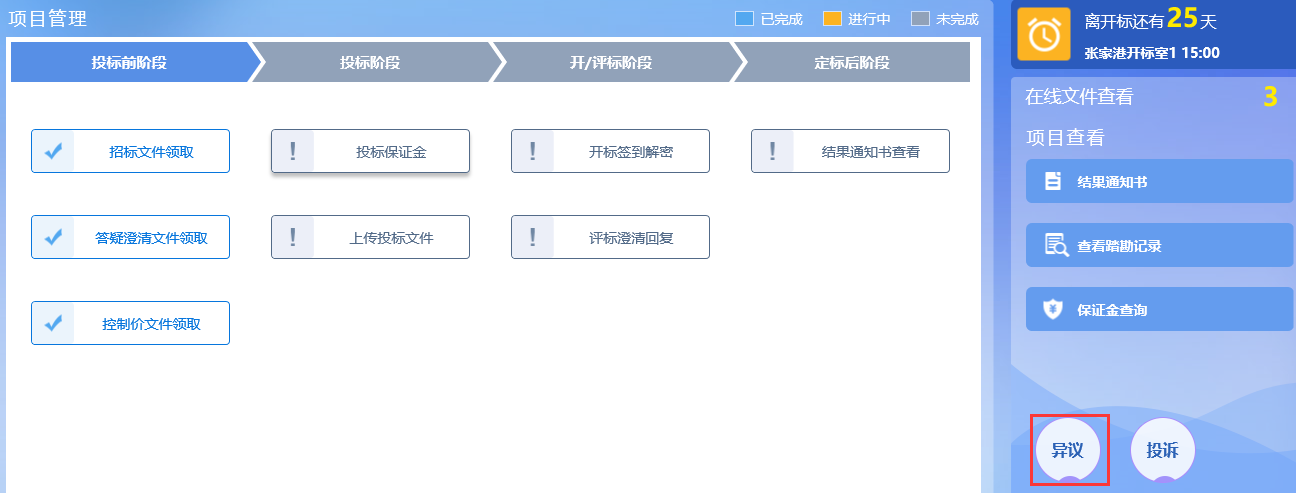 项目管理
已完成 进行中 未完成
投标前阶段 投标阶段 开/评标阶段 定标后阶段
招标文件领取 投标保证金 开标签到解密 结果通知书查看
答疑澄清文件领取 上传投标文件 评标澄清回复
控制价文件领取
离开标还有25天
张家港开标室1 15:00
在线文件查看 3
项目查看
结果通知书
查看踏勘记录
保证金查询
异议 投诉